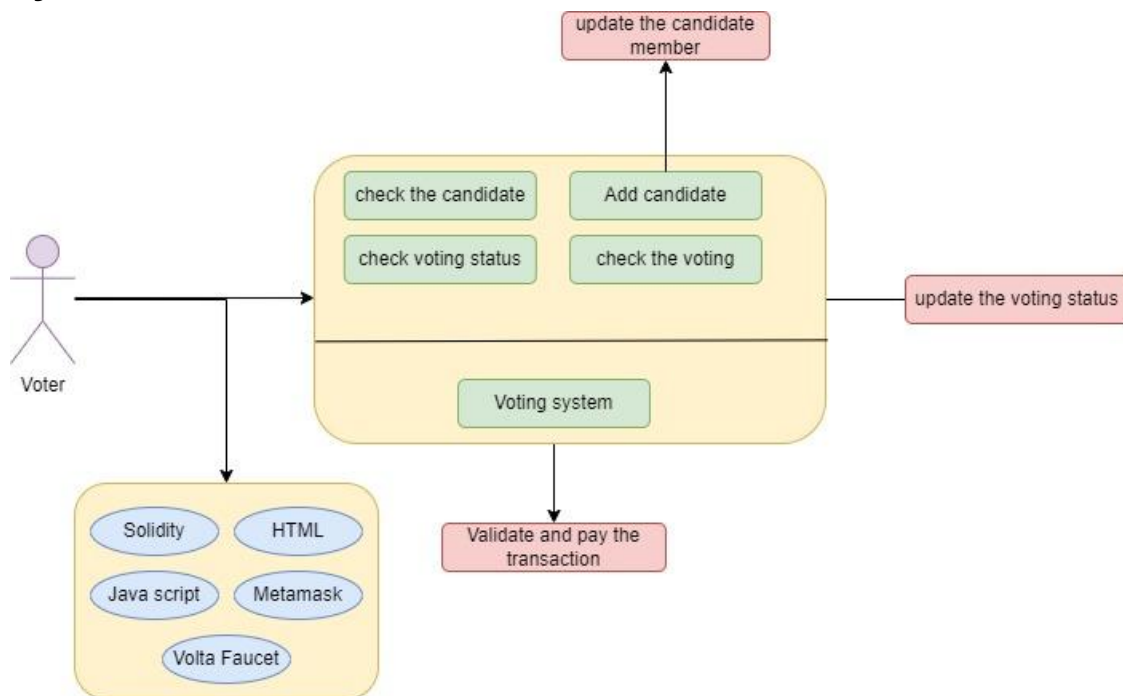 update the candidate
member
check the candidate
Add candidate
check voting status
check the voting
update the voting status
Voter
Voting system
Solidity
HTML
Validate and pay the
transaction
Java script
Metamask
Volta Faucet